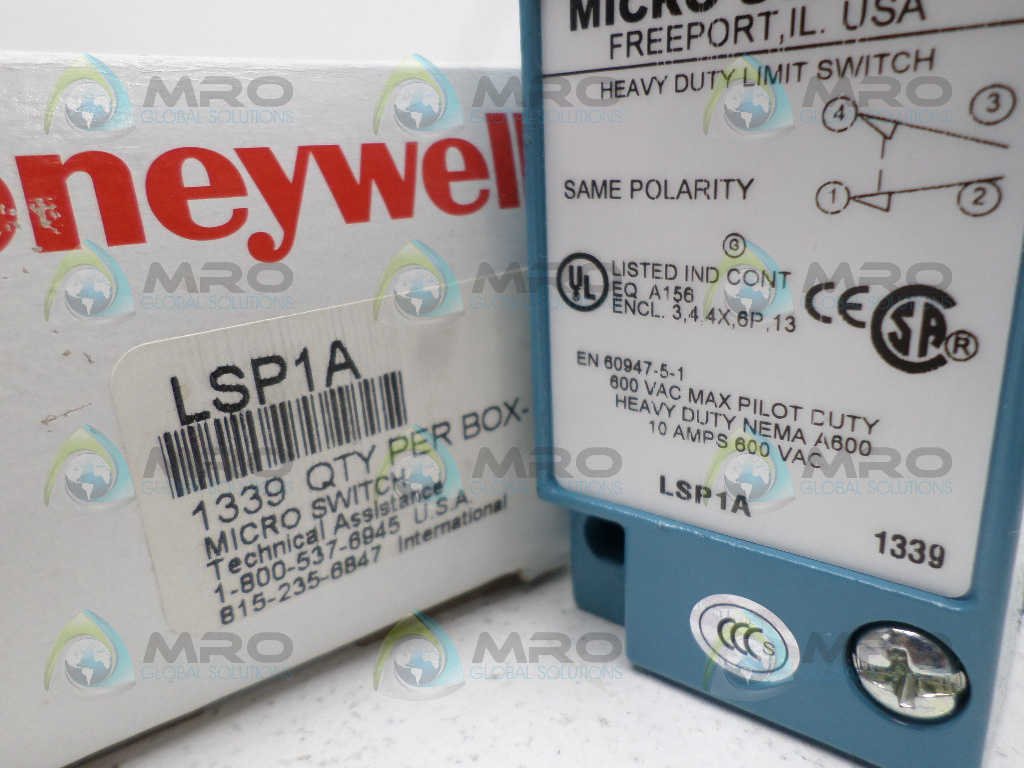 oneywell
LSP1A
1339 QTY PER BOX-
MICRO SWITCH
Technical Assistance
1-800-537-6945 U.S.A.
815-235-6847 International
MICRO
FREEPORT,IL. USA
HEAVY DUTY LIMIT SWITCH
4 3
SAME POLARITY
1 2
UL LISTED IND CONT
EQ A156
ENCL. 3,4,4X,6P,13
CE SA ®
EN 60947-5-1
600 VAC MAX PILOT DUTY
HEAVY DUTY NEMA A600
10 AMPS 600 VAC
LSP1A
1339
CCC S
MRO
GLOBAL SOLUTIONS